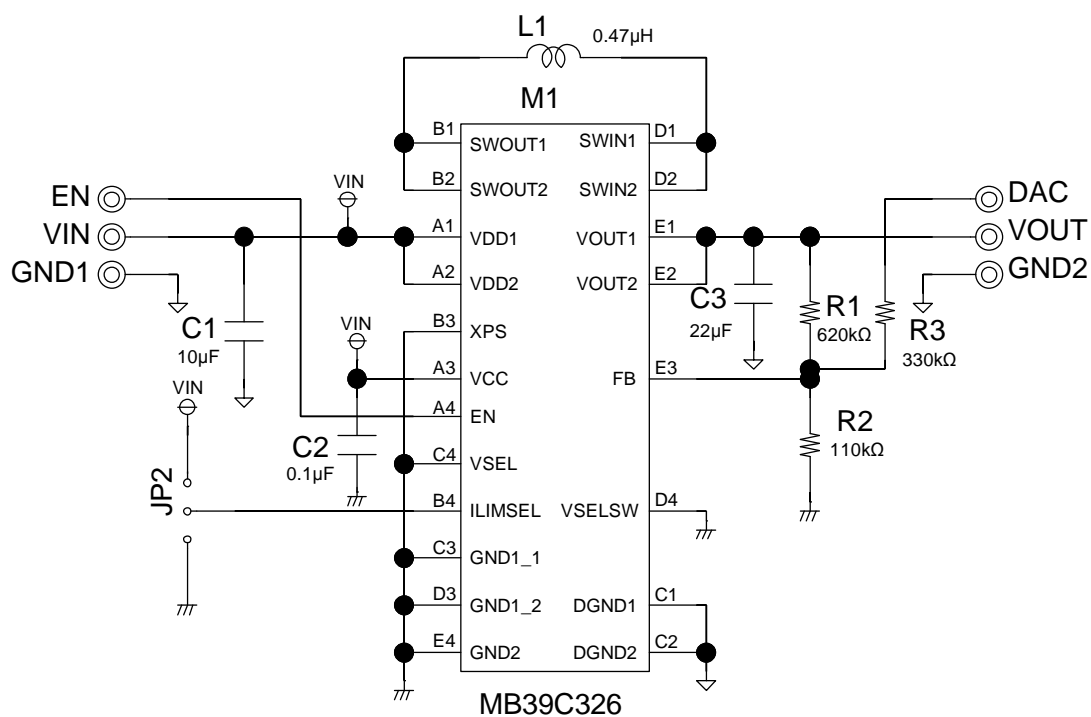 L1 0.47µH
M1
B1 SWOUT1 SWIN1 D1
B2 SWOUT2 SWIN2 D2
EN VIN DAC
VIN A1 VDD1 VOUT1 E1 VOUT
GND1 A2 VDD2 VOUT2 E2 GND2
C1
10µF
C3
22µF
R1
620kΩ
R3
330kΩ
B3 XPS
VIN
A3 VCC FB E3
VIN
A4 EN
C2
0.1µF
R2
110kΩ
C4 VSEL
JP2
B4 ILIMSEL VSELSW D4
C3 GND1_1
D3 GND1_2 DGND1 C1
E4 GND2 DGND2 C2
MB39C326